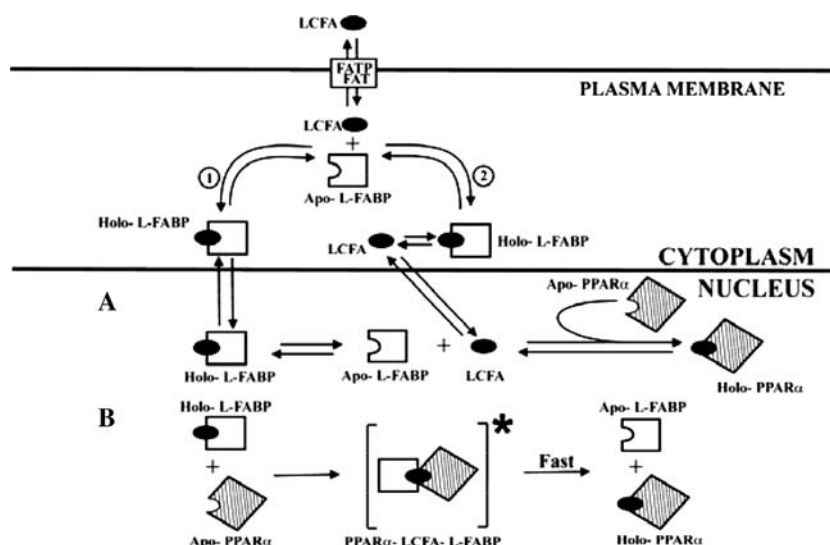 LCFA
FATP
FAT
PLASMA MEMBRANE
LCFA
+
1
2
Apo- L-FABP
Holo- L-FABP
LCFA
Holo- L-FABP
CYTOPLASM
NUCLEUS
A
Apo- PPARα
+
Holo- L-FABP
Apo- L-FABP
LCFA
Holo- PPARα
B
Holo- L-FABP
Apo- L-FABP
*
+
Fast
+
Apo- PPARα
PPARα- LCFA- L-FABP
Holo- PPARα